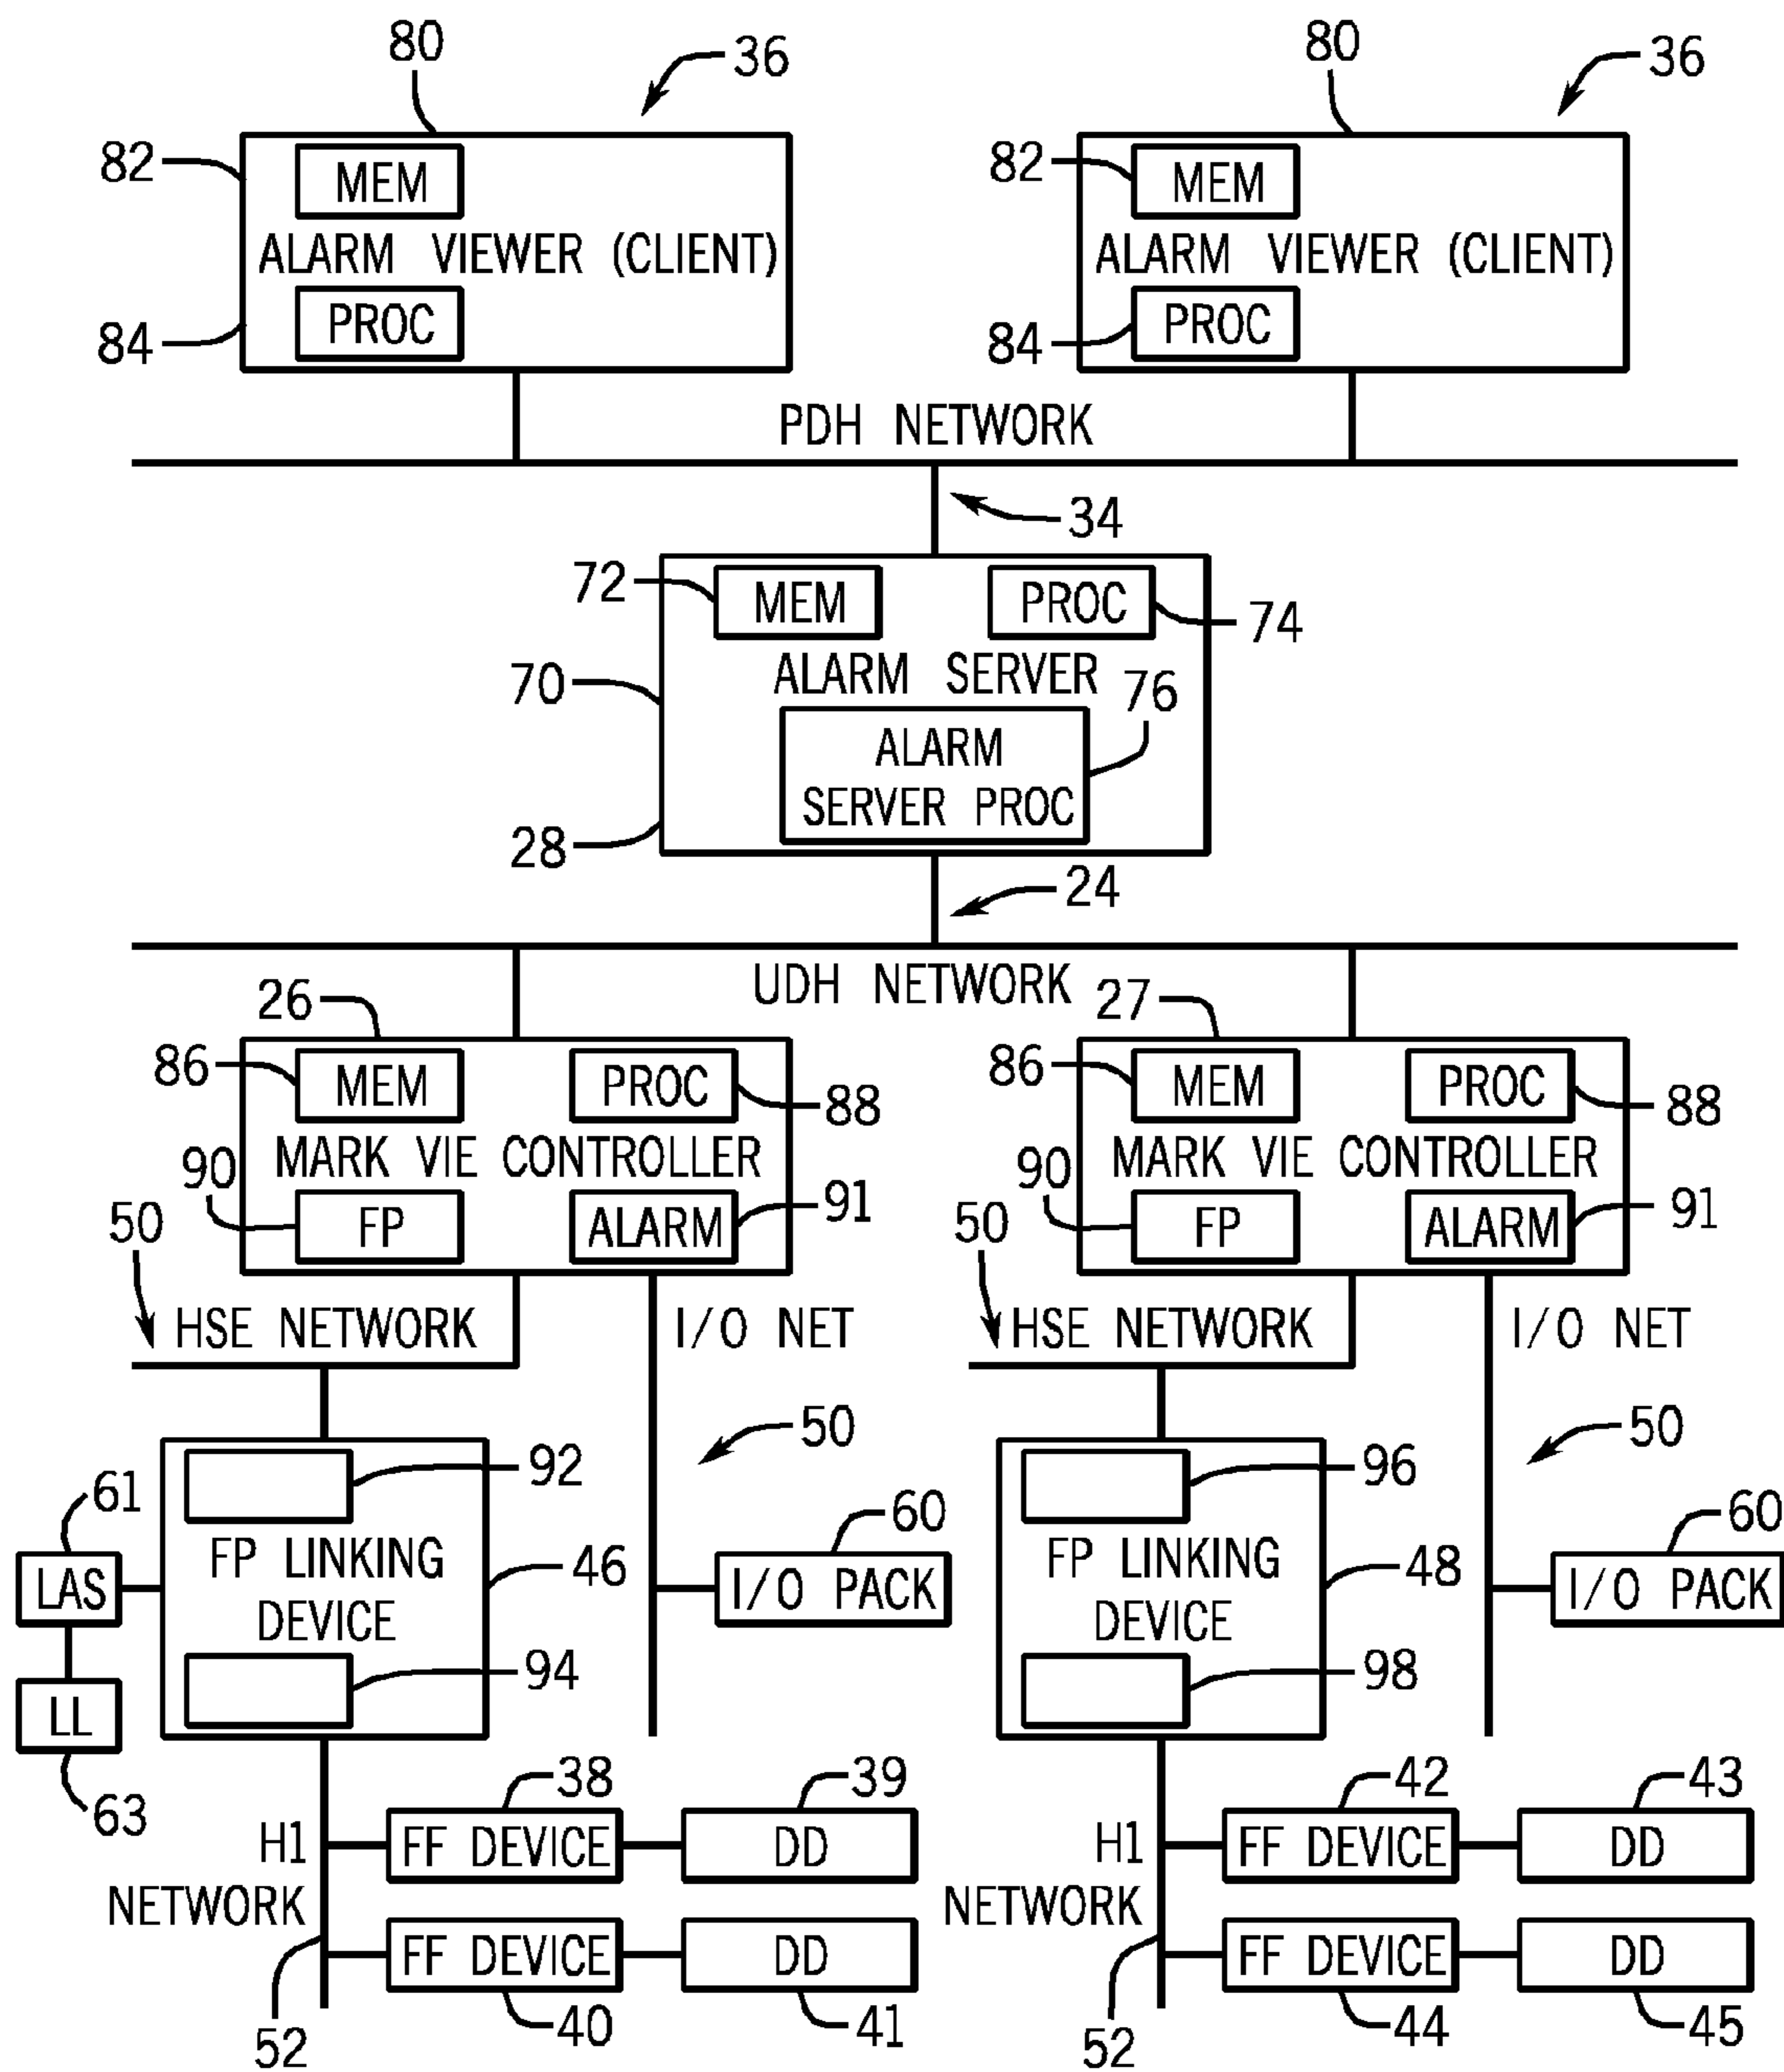 80
36
80
36
82
MEM
82
MEM
ALARM VIEWER (CLIENT)
ALARM VIEWER (CLIENT)
84
PROC
84
PROC
PDH NETWORK
34
72
MEM
PROC
74
70
ALARM SERVER
76
ALARM
SERVER PROC
28
24
UDH NETWORK
26
27
86
MEM
PROC
88
86
MEM
PROC
88
MARK VIE CONTROLLER
MARK VIE CONTROLLER
90
FP
ALARM
91
90
FP
ALARM
91
50
HSE NETWORK
I/O NET
50
HSE NETWORK
I/O NET
50
50
92
96
61
60
60
LAS
FP LINKING
DEVICE
46
I/O PACK
FP LINKING
DEVICE
48
I/O PACK
94
98
LL
63
38
39
42
43
H1
NETWORK
FF DEVICE
DD
H1
NETWORK
FF DEVICE
DD
FF DEVICE
DD
FF DEVICE
DD
52
40
41
52
44
45